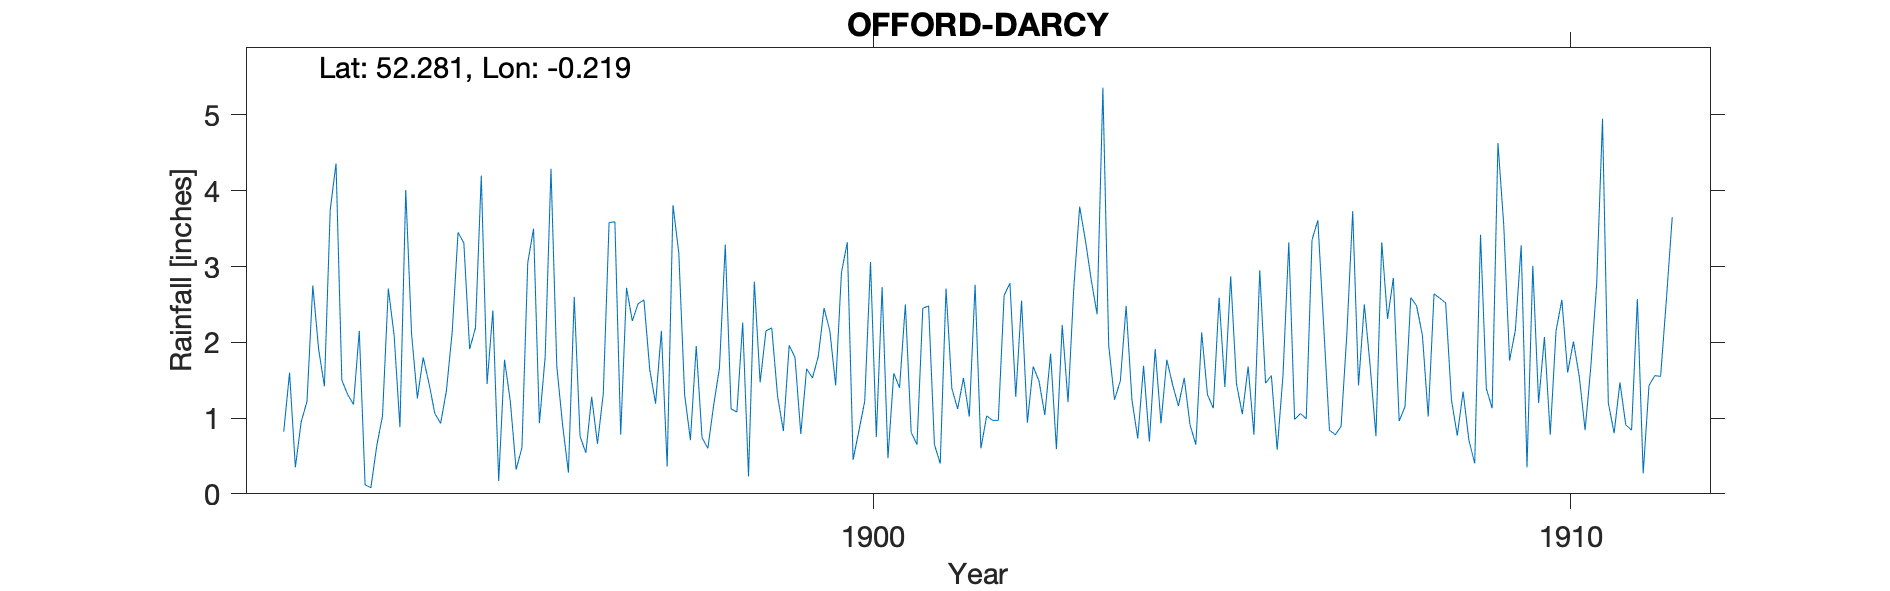 OFFORD-DARCY
Lat: 52.281, Lon: -0.219
Rainfall [inches]
5
4
3
2
1
0
1900
1910
Year